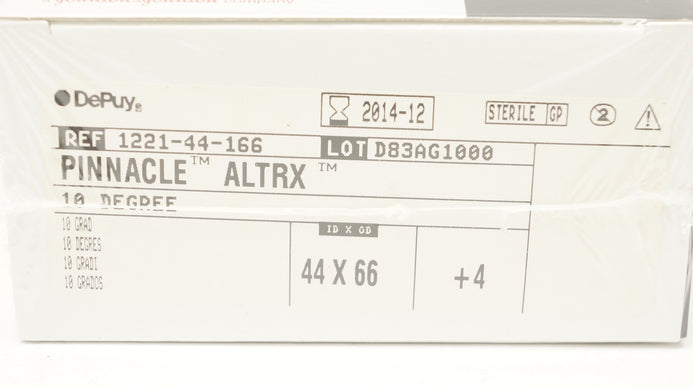 DePuy®
2014-12
STERILE GP
2
REF 1221-44-166 LOT D83AG1000
PINNACLE™ ALTRX™
10 DEGREE
10 GRAD
10 DEGRES
10 GRADI
10 GRADOS
ID X OD
44 X 66
+4